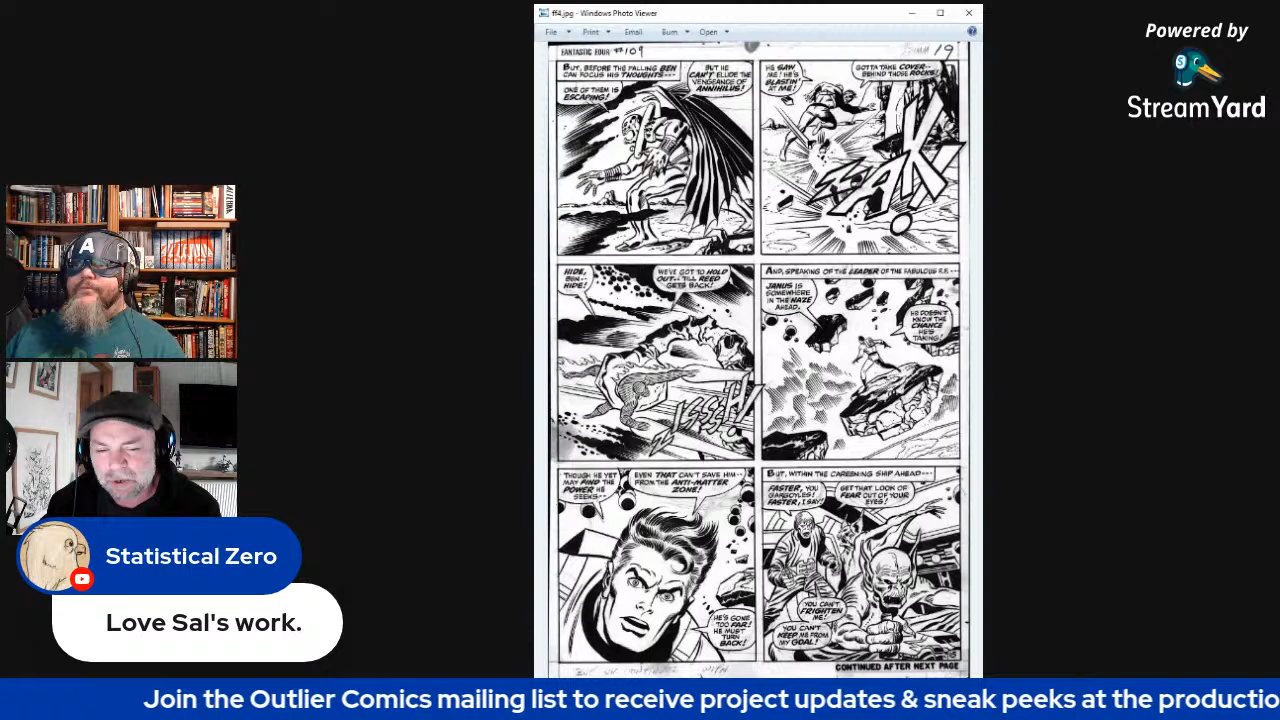 ff4.jpg - Windows Photo Viewer
File Print Email Burn Open
FANTASTIC FOUR #109
19
BUT, BEFORE THE FALLING BEN
CAN FOCUS HIS THOUGHTS---
ONE OF THEM IS
ESCAPING!
BUT HE
CAN'T ELUDE THE
VENGEANCE OF
ANNIHILUS!
HE SAW
ME! HE'S
BLASTIN'
AT ME!
GOTTA TAKE COVER--
BEHIND THOSE ROCKS!
HIDE,
BEN--
HIDE!
WE'VE GOT TO HOLD
OUT-- 'TILL REED
GETS BACK!
AND, SPEAKING OF THE LEADER OF THE FABULOUS F.F.---
JANUS IS
SOMEWHERE
IN THE HAZE
AHEAD.
HE DOESN'T
KNOW THE
CHANCE
HE'S
TAKING!
THOUGH HE YET
MAY FIND THE
POWER HE
SEEKS--
EVEN THAT CAN'T SAVE HIM--
FROM THE ANTI-MATTER
ZONE!
HE'S GONE
TOO FAR!
HE MUST
TURN
BACK!
BUT, WITHIN THE CAREENING SHIP AHEAD---
FASTER, YOU
GARGOYLES!
FASTER, I SAY!
GET THAT LOOK OF
FEAR OUT OF YOUR
EYES!
YOU CAN'T
FRIGHTEN
ME!
YOU CAN'T
KEEP ME FROM
MY GOAL!
CONTINUED AFTER NEXT PAGE
Powered by
StreamYard
A
Statistical Zero
Love Sal's work.
Join the Outlier Comics mailing list to receive project updates & sneak peeks at the productio